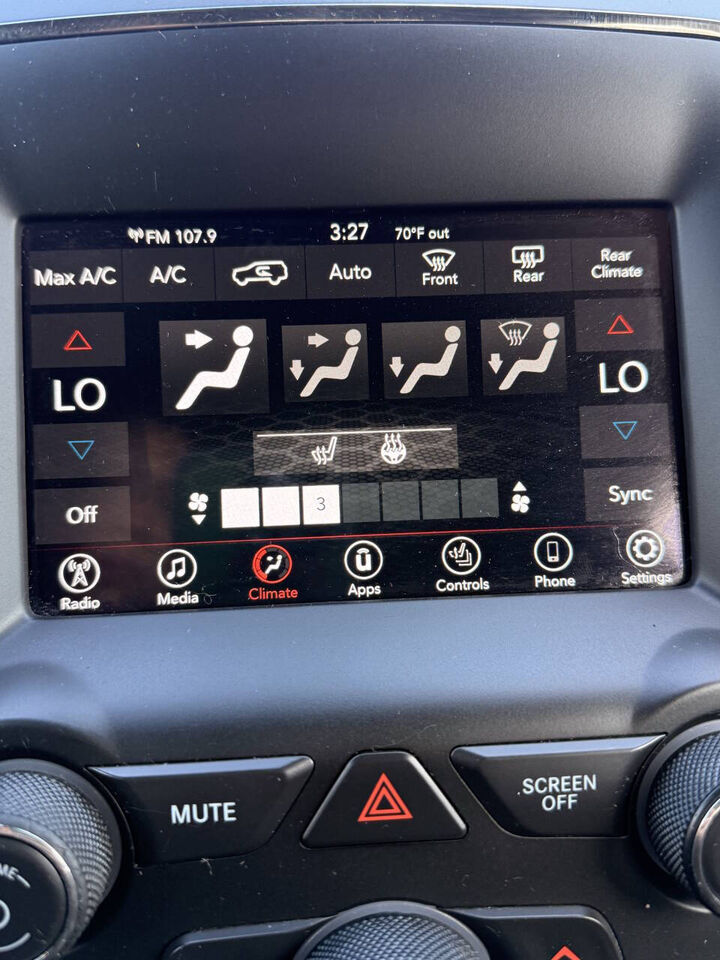 FM 107.9 3:27 70°F out
Max A/C A/C Auto Front Rear Rear Climate
LO LO
Off 3 Sync
Radio Media Climate Apps Controls Phone Settings
MUTE SCREEN OFF